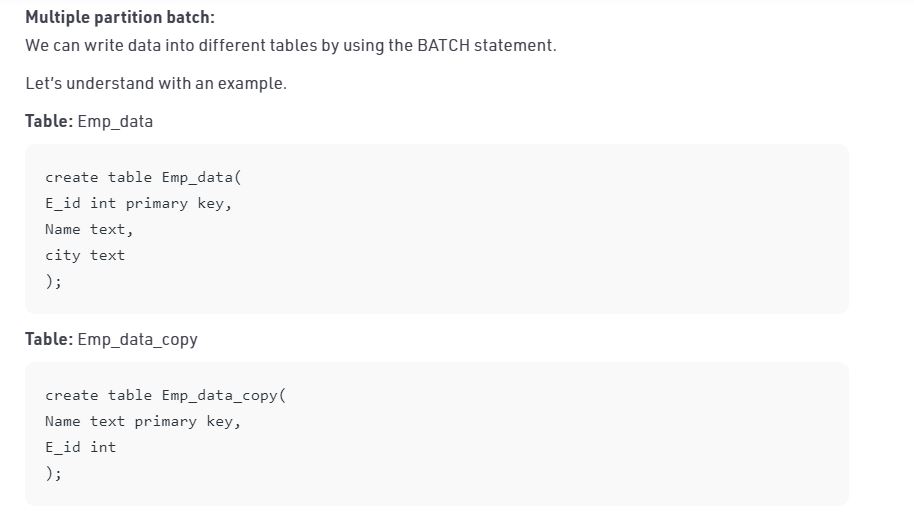 Multiple partition batch:
We can write data into different tables by using the BATCH statement.
Let's understand with an example.
Table: Emp_data
create table Emp_data(
E_id int primary key,
Name text,
city text
);
Table: Emp_data_copy
create table Emp_data_copy(
Name text primary key,
E_id int
);